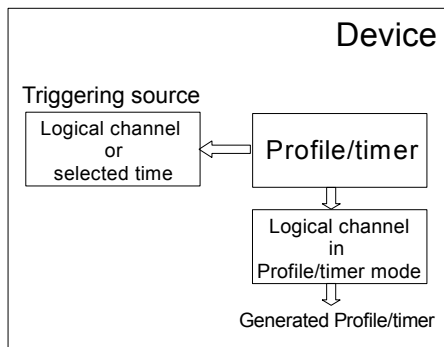 Device
Triggering source
Logical channel
or
selected time
Profile/timer
Logical channel
in
Profile/timer mode
Generated Profile/timer